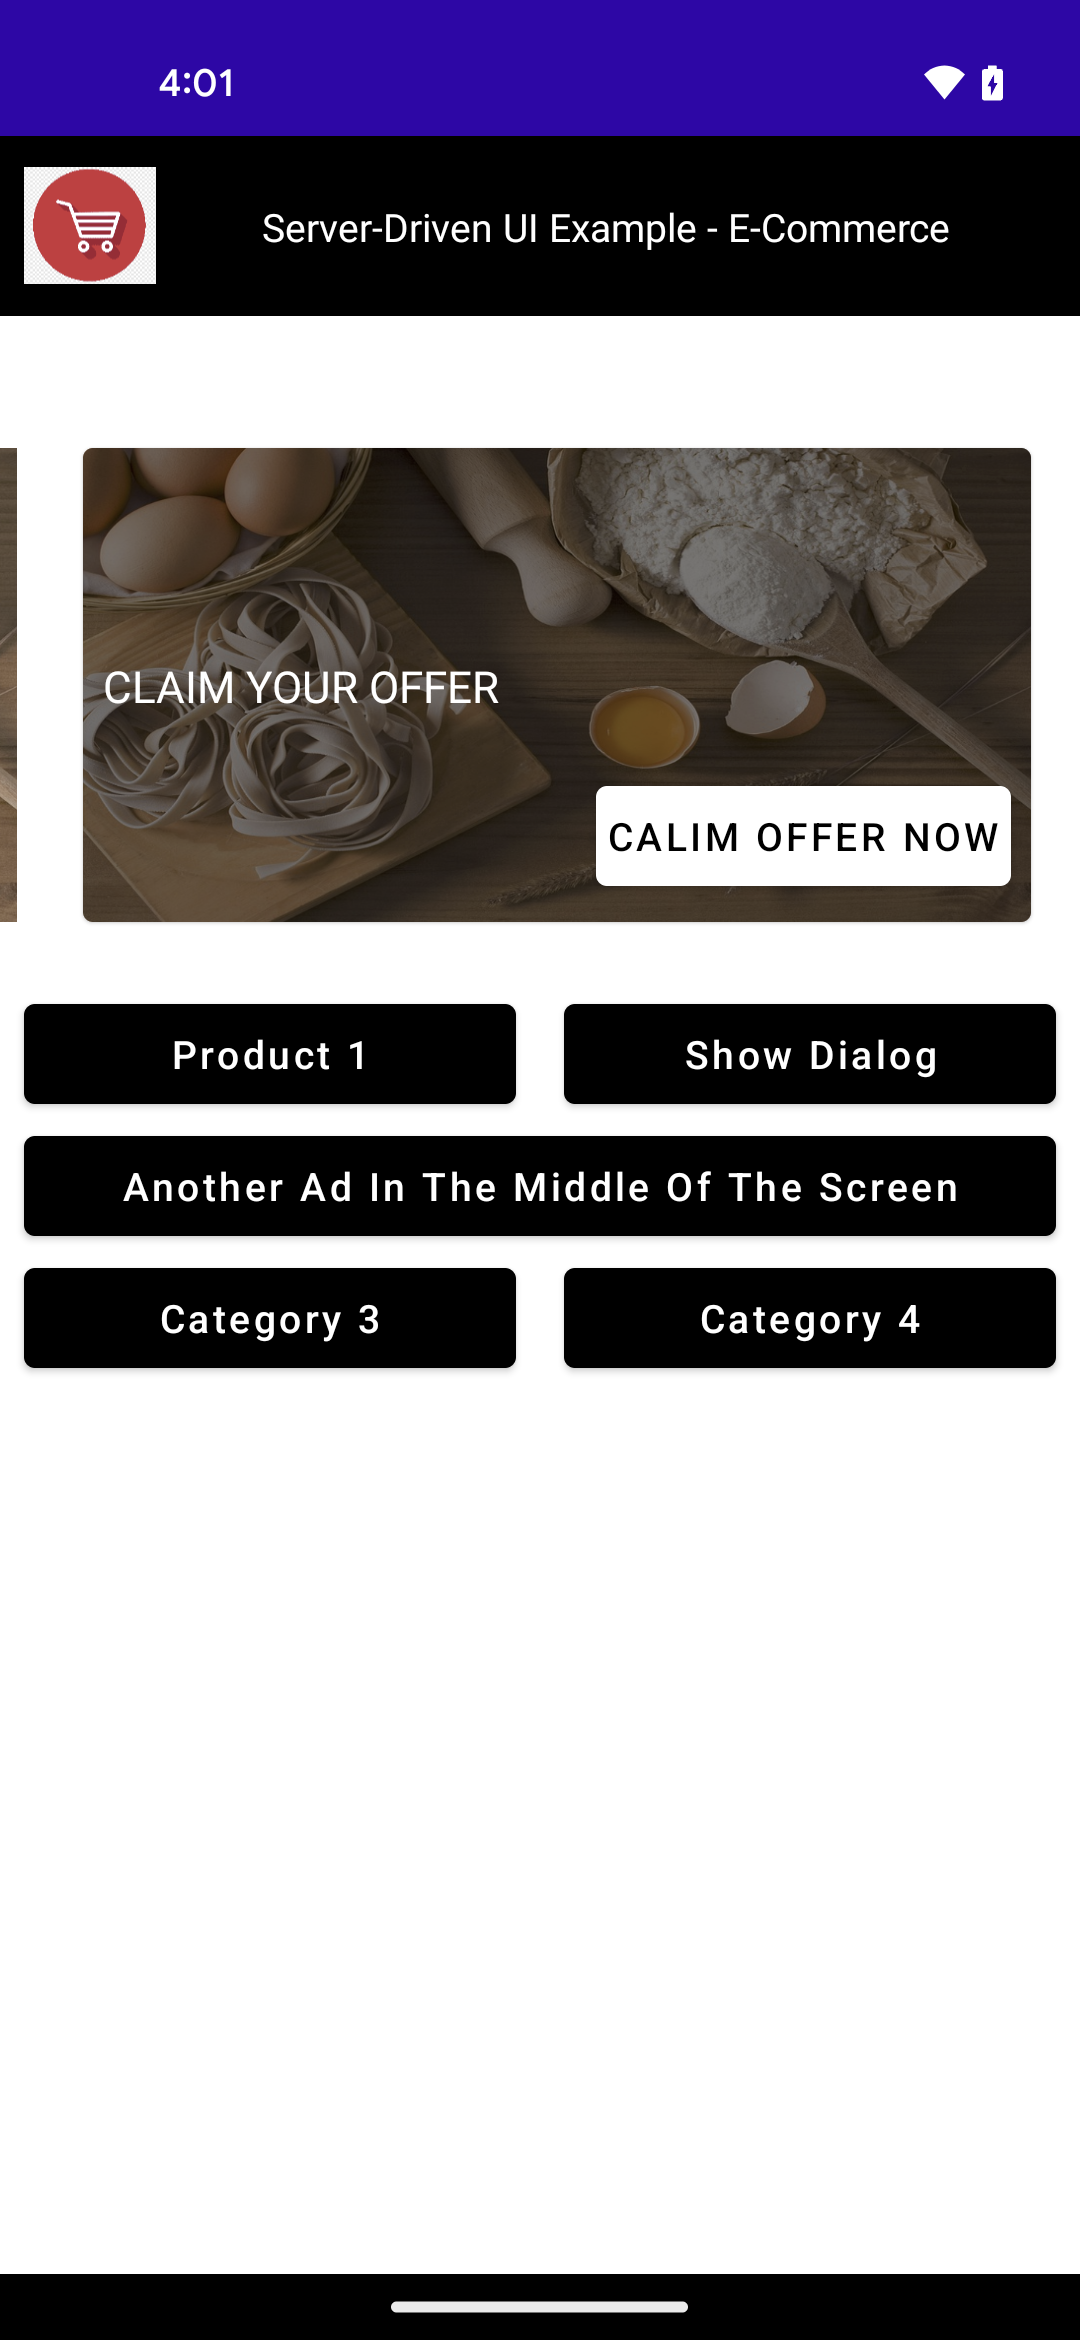 4:01
Server-Driven UI Example - E-Commerce
CLAIM YOUR OFFER
CALIM OFFER NOW
Product 1
Show Dialog
Another Ad In The Middle Of The Screen
Category 3
Category 4